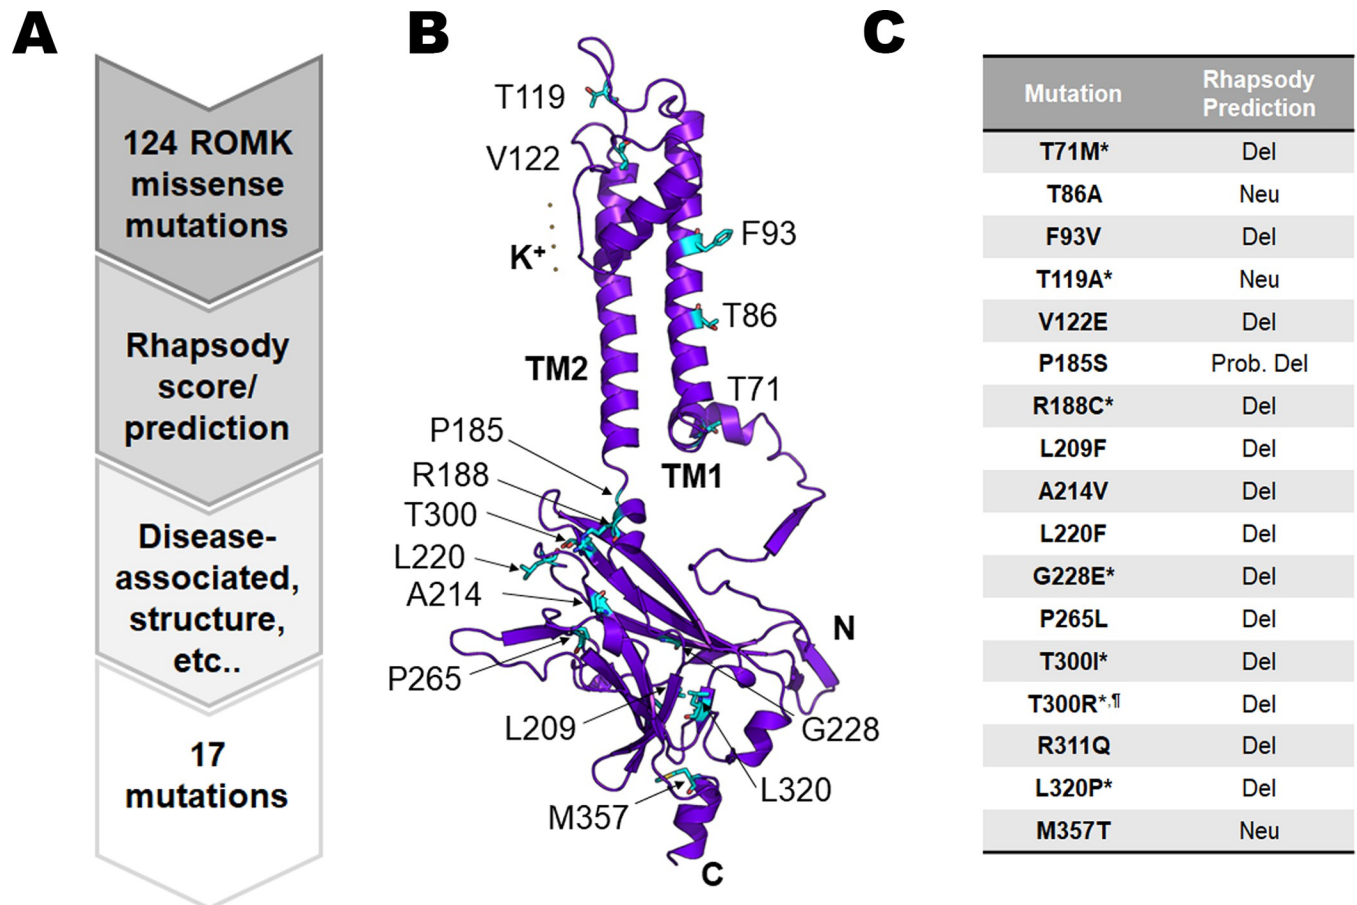 A
124 ROMK
missense
mutations
Rhapsody
score/
prediction
Disease-
associated,
structure,
etc..
17
mutations
B
T119
V122
K⁺
F93
T86
TM2
T71
P185
TM1
R188
T300
L220
A214
N
P265
L209
G228
L320
M357
C
C
Mutation Rhapsody
Prediction
T71M* Del
T86A Neu
F93V Del
T119A* Neu
V122E Del
P185S Prob. Del
R188C* Del
L209F Del
A214V Del
L220F Del
G228E* Del
P265L Del
T300I* Del
T300R*,¶ Del
R311Q Del
L320P* Del
M357T Neu